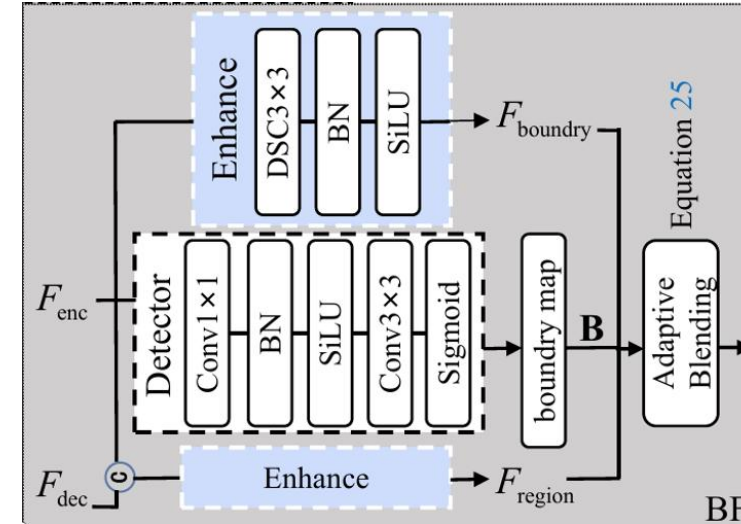 Enhance
DSC3×3
BN
SiLU
F_boundry
Equation 25
F_enc
Detector
Conv1×1
BN
SiLU
Conv3×3
Sigmoid
boundry map
B
Adaptive
Blending
F_dec
C
Enhance
F_region